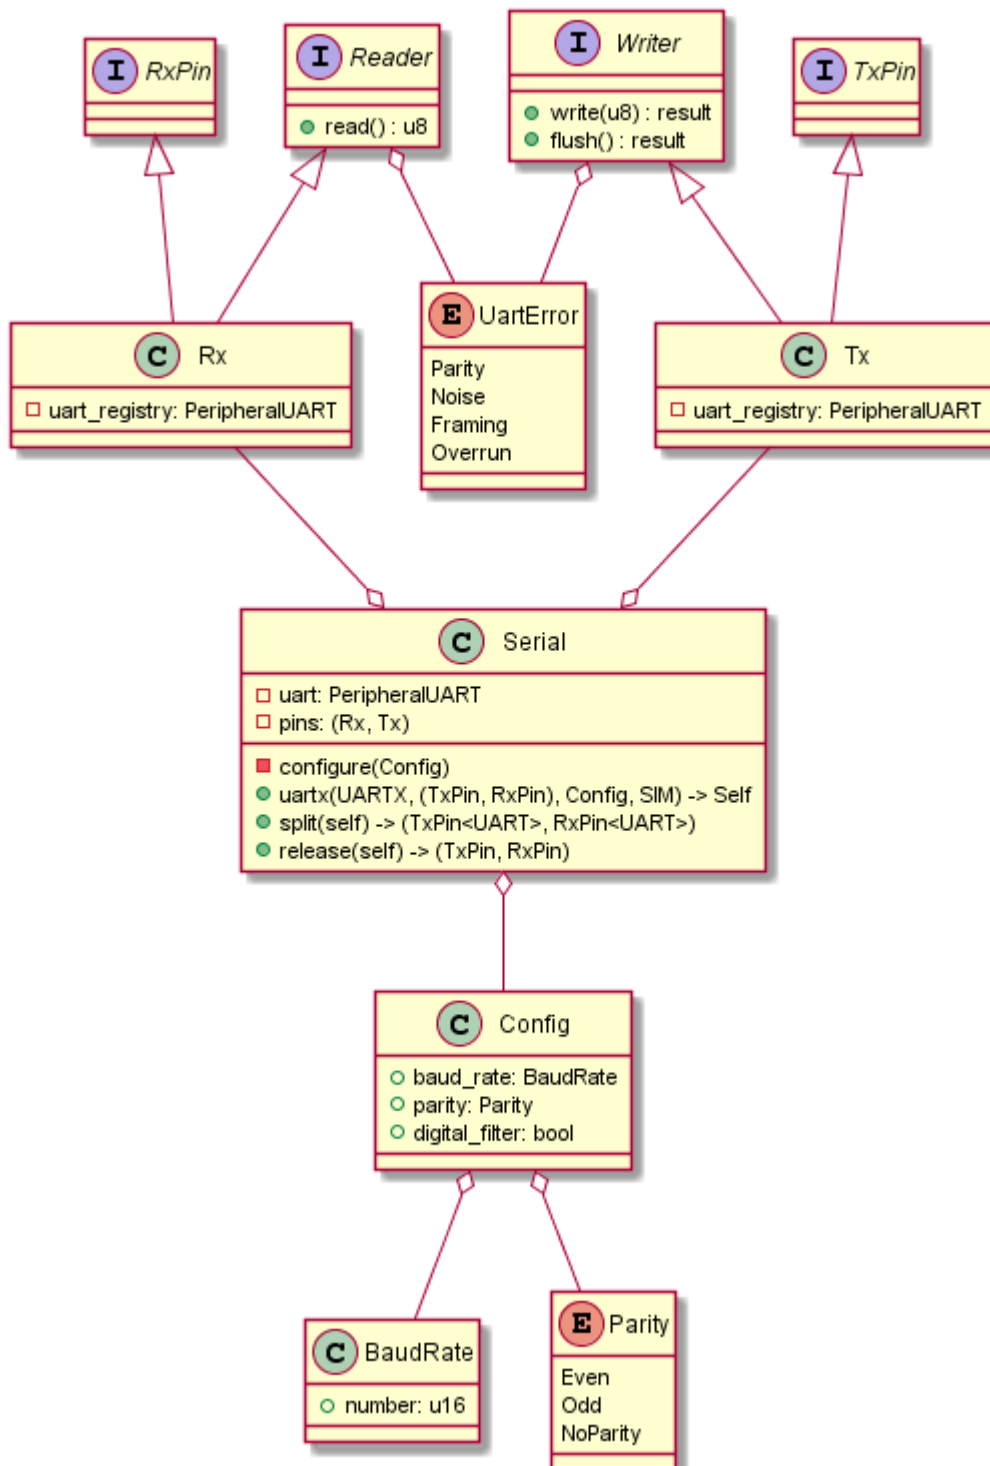 I RxPin
I Reader
read() : u8
I Writer
write(u8) : result
flush() : result
I TxPin
C Rx
uart_registry: PeripheralUART
E UartError
Parity
Noise
Framing
Overrun
C Tx
uart_registry: PeripheralUART
C Serial
uart: PeripheralUART
pins: (Rx, Tx)
configure(Config)
uartx(UARTX, (TxPin, RxPin), Config, SIM) -> Self
split(self) -> (TxPin<UART>, RxPin<UART>)
release(self) -> (TxPin, RxPin)
C Config
baud_rate: BaudRate
parity: Parity
digital_filter: bool
C BaudRate
number: u16
E Parity
Even
Odd
NoParity